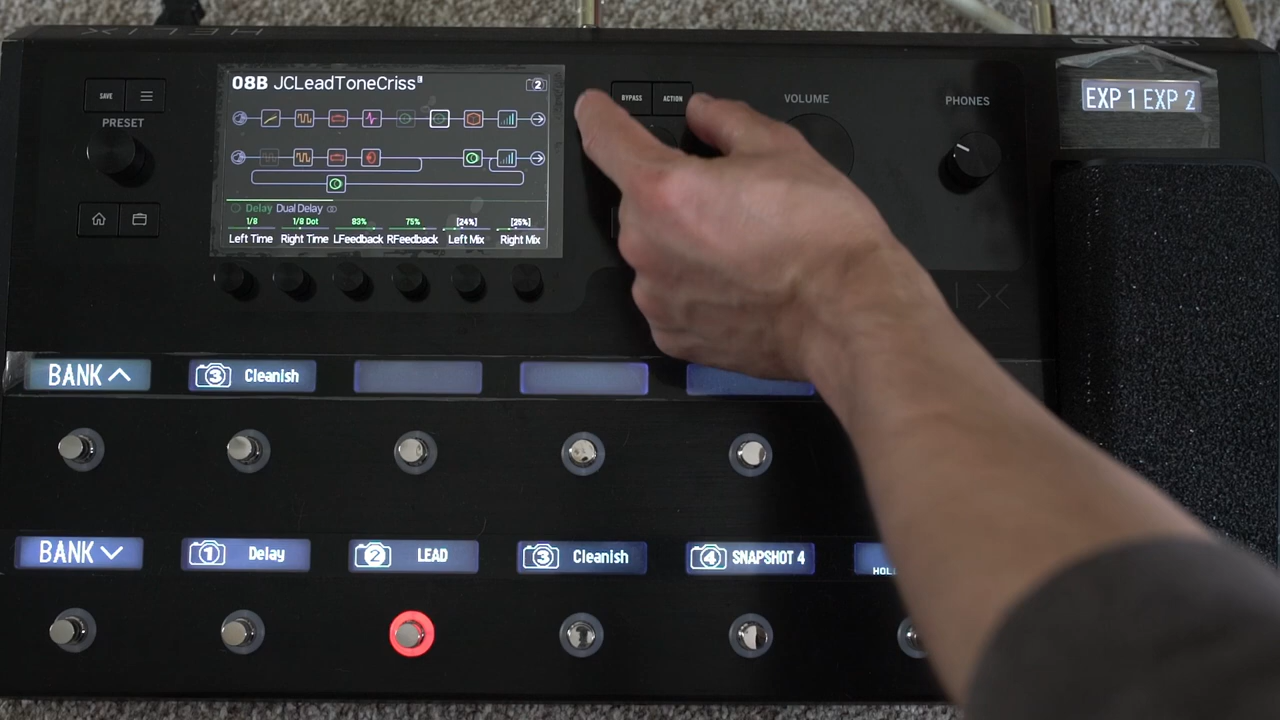 HELIX
SAVE
PRESET
08B JCLeadToneCriss
2
BYPASS
ACTION
VOLUME
PHONES
EXP 1 EXP 2
Delay Dual Delay
1/8 1/8 Dot 83% 75% [24%] [25%]
Left Time Right Time LFeedback RFeedback Left Mix Right Mix
BANK
3 Cleanish
BANK
1 Delay
2 LEAD
3 Cleanish
4 SNAPSHOT 4